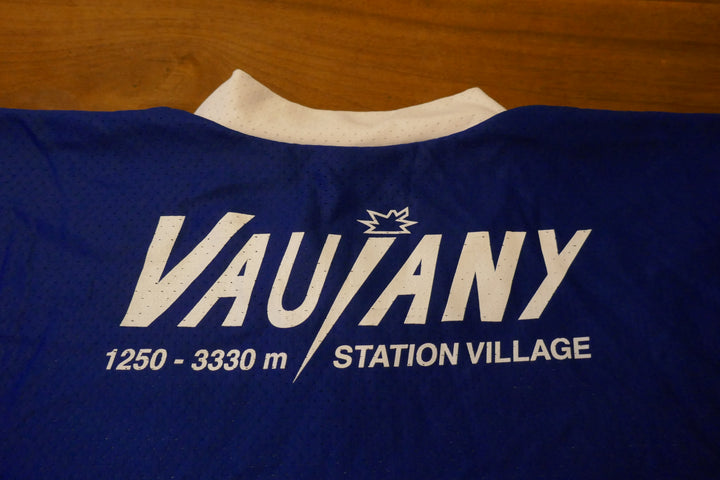 VAUJANY
1250 - 3330 m STATION VILLAGE